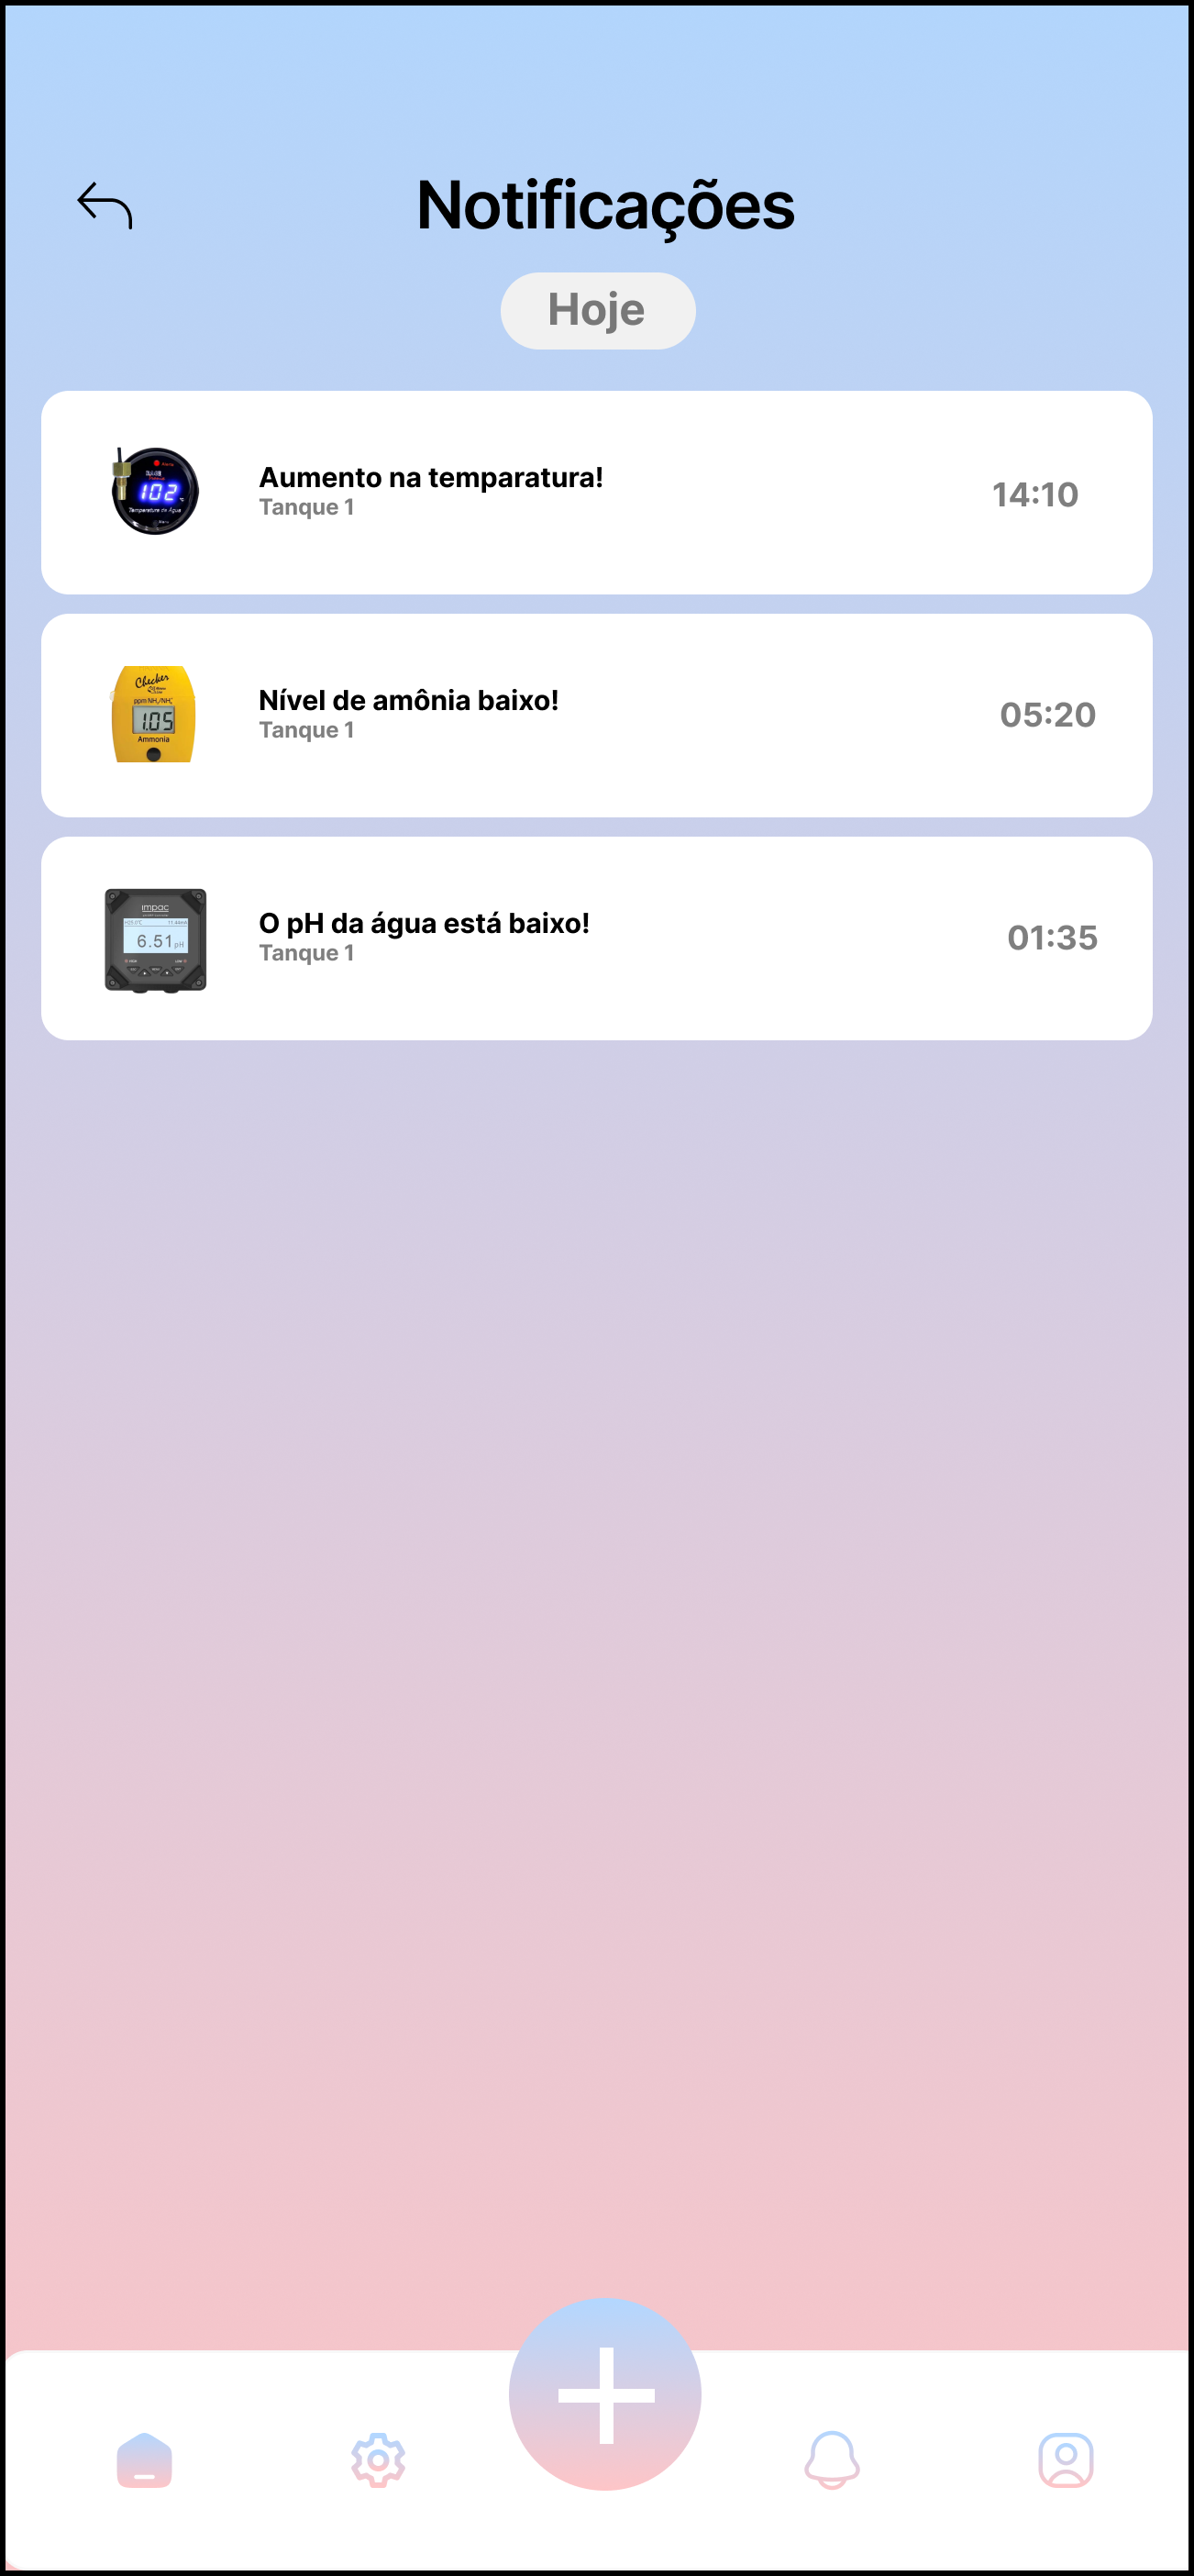 Notificações
Hoje
102
Temperatura da Água
Aumento na temparatura!
Tanque 1
14:10
Checker
ppm NH₃/NH₄
1.05
Ammonia
Nível de amônia baixo!
Tanque 1
05:20
impac
6.51 pH
O pH da água está baixo!
Tanque 1
01:35